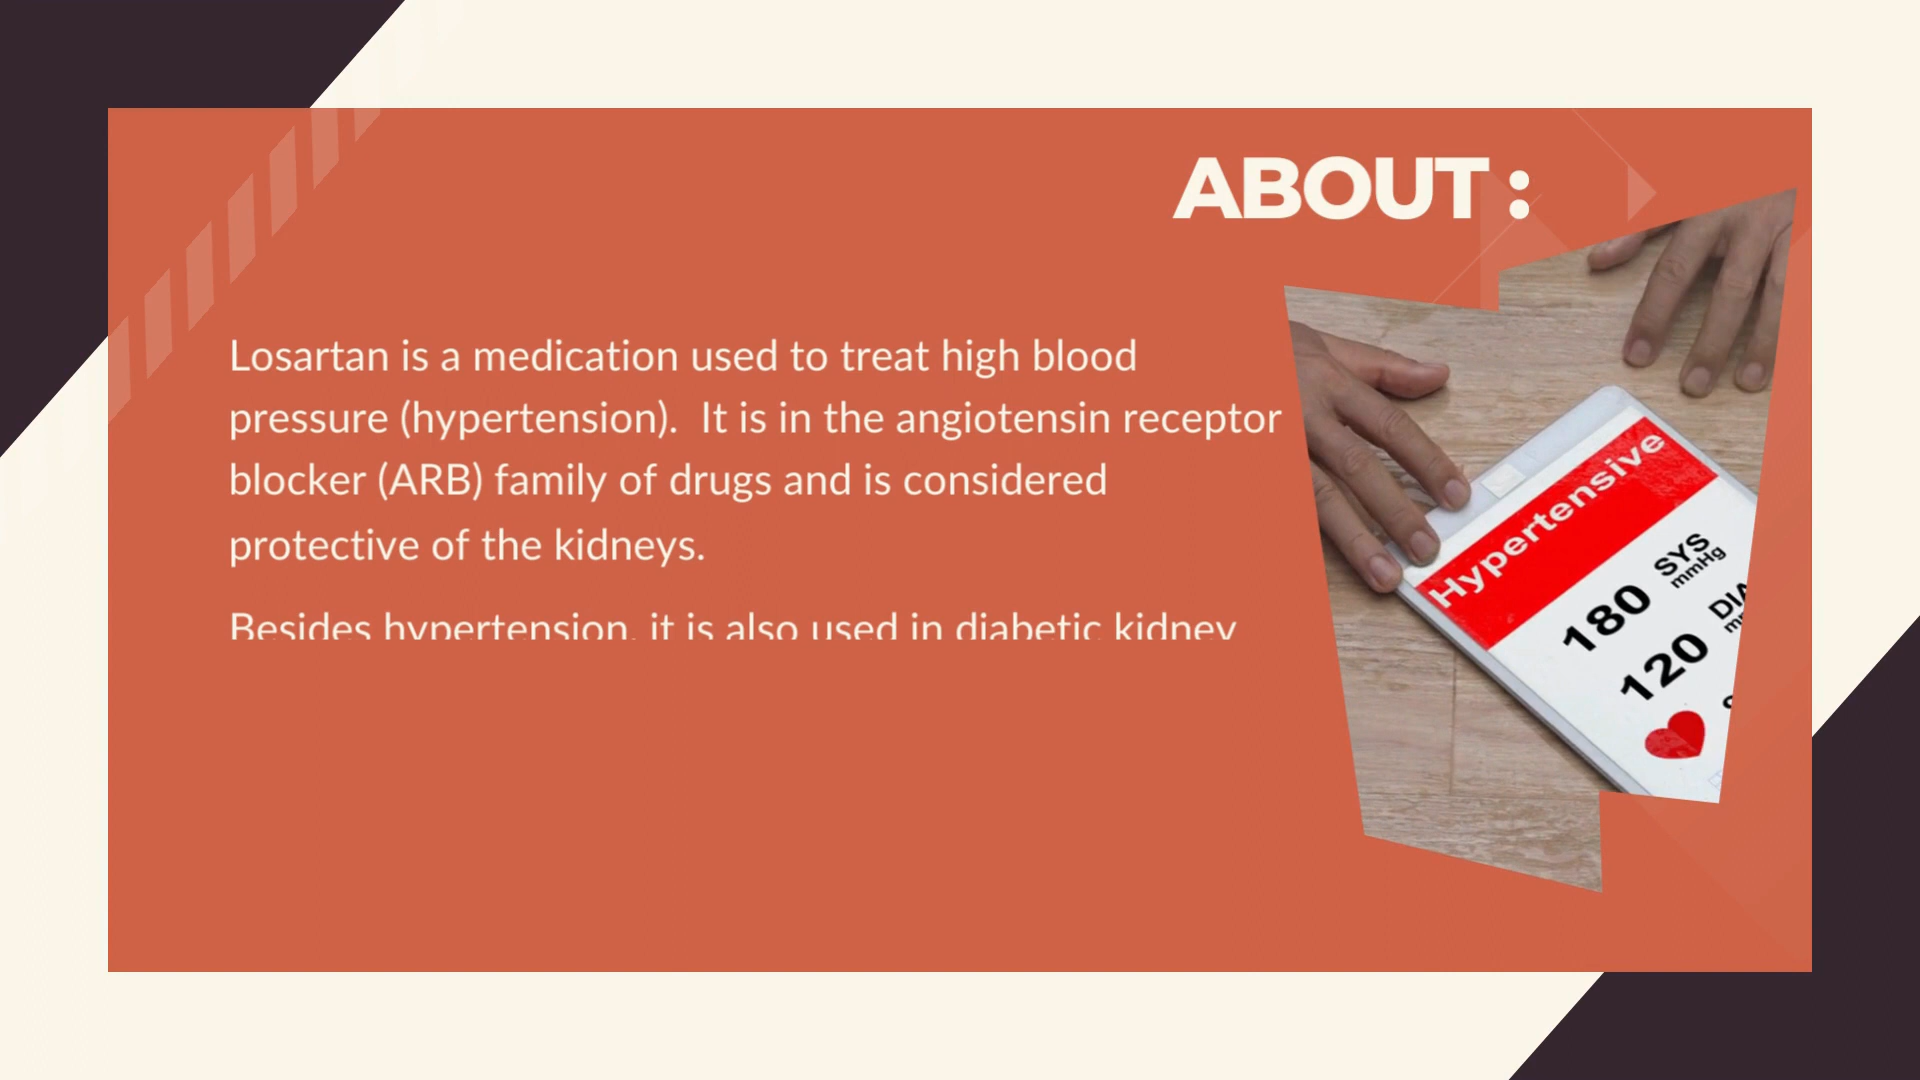 ABOUT :
Losartan is a medication used to treat high blood
pressure (hypertension).  It is in the angiotensin receptor
blocker (ARB) family of drugs and is considered
protective of the kidneys.
Besides hypertension, it is also used in diabetic kidney
Hypertensive
180 SYS
mmHg
120